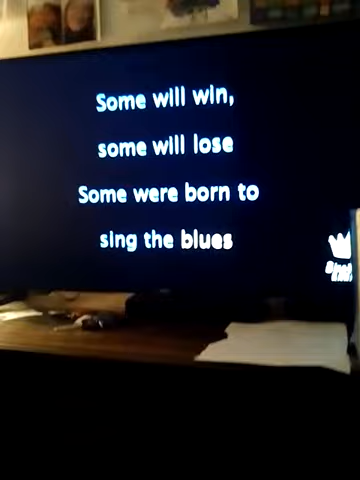 Some will win,
some will lose
Some were born to
sing the blues